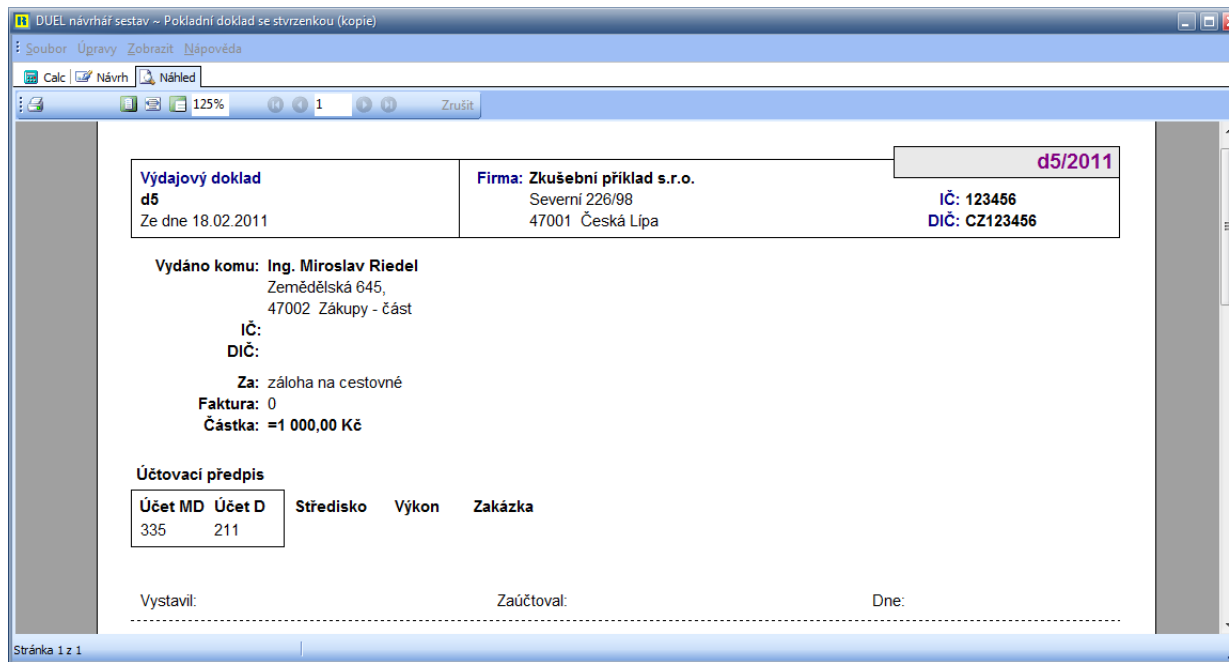 DUEL návrhář sestav ~ Pokladní doklad se stvrzenkou (kopie)
Soubor Úpravy Zobrazit Nápověda
Calc Návrh Náhled
125% 1 Zrušit
d5/2011
Výdajový doklad Firma: Zkušební příklad s.r.o.
d5 Severní 226/98 IČ: 123456
Ze dne 18.02.2011 47001 Česká Lípa DIČ: CZ123456
Vydáno komu: Ing. Miroslav Riedel
Zemědělská 645,
47002 Zákupy - část
IČ:
DIČ:
Za: záloha na cestovné
Faktura: 0
Částka: =1 000,00 Kč
Účtovací předpis
Účet MD Účet D Středisko Výkon Zakázka
335 211
Vystavil: Zaúčtoval: Dne:
Stránka 1 z 1